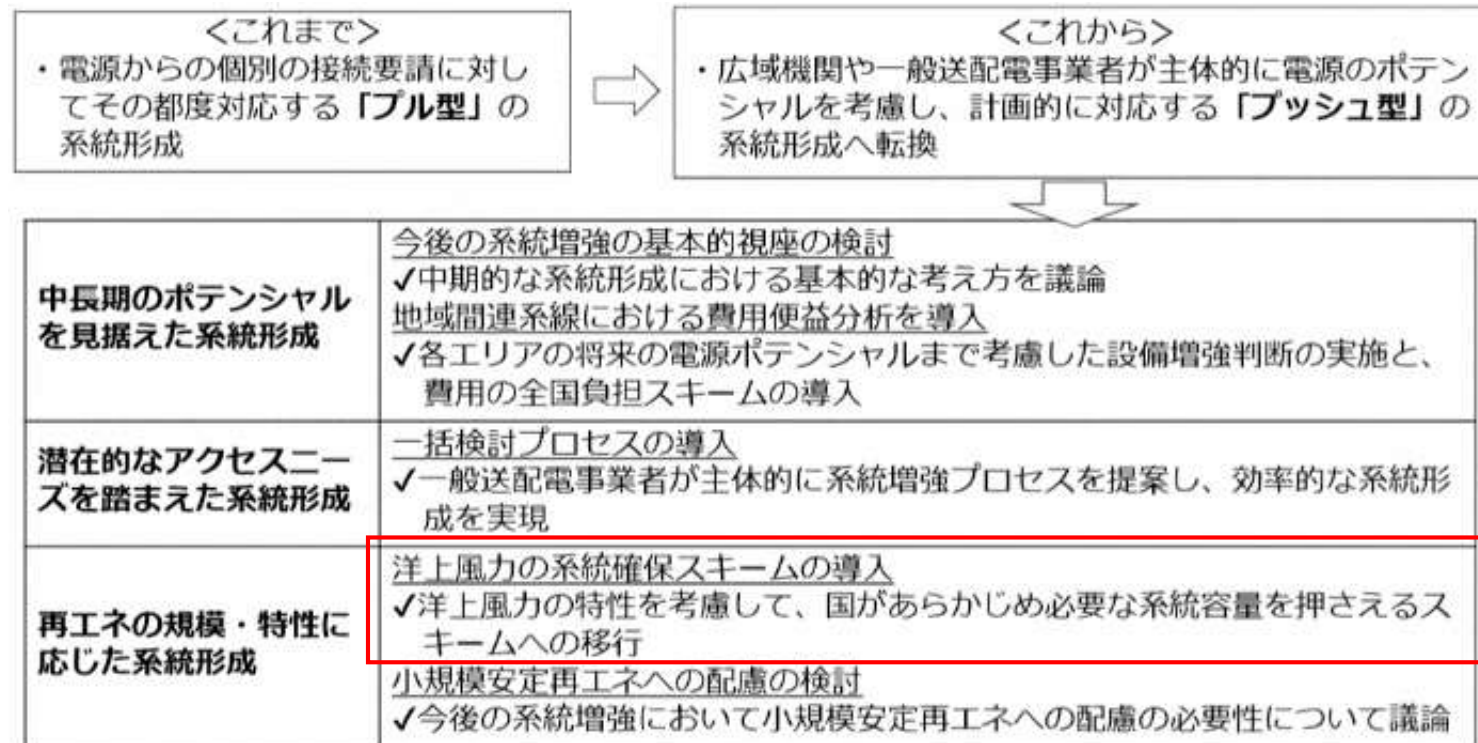 ＜これまで＞
・電源からの個別の接続要請に対し
てその都度対応する「プル型」の
系統形成
＜これから＞
・広域機関や一般送配電事業者が主体的に電源のポテン
シャルを考慮し、計画的に対応する「プッシュ型」の
系統形成へ転換
中長期のポテンシャル
を見据えた系統形成
今後の系統増強の基本的視座の検討
✓中期的な系統形成における基本的な考え方を議論
地域間連系線における費用便益分析を導入
✓各エリアの将来の電源ポテンシャルまで考慮した設備増強判断の実施と、
費用の全国負担スキームの導入
潜在的なアクセスニー
ズを踏まえた系統形成
一括検討プロセスの導入
✓一般送配電事業者が主体的に系統増強プロセスを提案し、効率的な系統形
成を実現
再エネの規模・特性に
応じた系統形成
洋上風力の系統確保スキームの導入
✓洋上風力の特性を考慮して、国があらかじめ必要な系統容量を押さえるス
キームへの移行
小規模安定再エネへの配慮の検討
✓今後の系統増強において小規模安定再エネへの配慮の必要性について議論